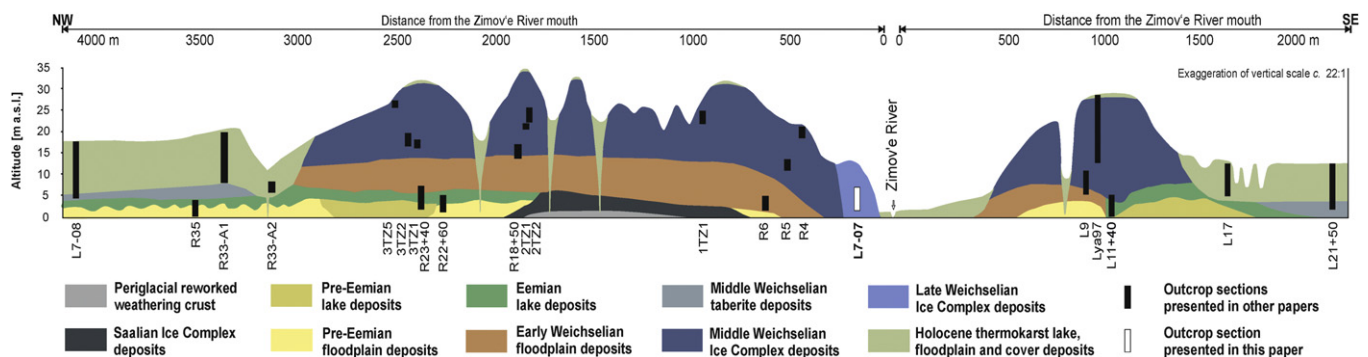 NW Distance from the Zimov'e River mouth Distance from the Zimov'e River mouth SE
4000 m 3500 3000 2500 2000 1500 1000 500 0 0 500 1000 1500 2000 m
Exaggeration of vertical scale c. 22:1
Altitude [m a.s.l.]
35
30
25
20
15
10
5
0
Zimov'e River
L7-08 R35 R33-A1 R33-A2 3TZ5 3TZ2 3TZ1 R23+40 R22+60 R18+50 2TZ1 2TZ2 1TZ1 R6 R5 R4 L7-07 L9 Lya97 L11+40 L17 L21+50
Periglacial reworked
weathering crust
Pre-Eemian
lake deposits
Eemian
lake deposits
Middle Weichselian
taberite deposits
Late Weichselian
Ice Complex deposits
Outcrop sections
presented in other papers
Saalian Ice Complex
deposits
Pre-Eemian
floodplain deposits
Early Weichselian
floodplain deposits
Middle Weichselian
Ice Complex deposits
Holocene thermokarst lake,
floodplain and cover deposits
Outcrop section
presented in this paper